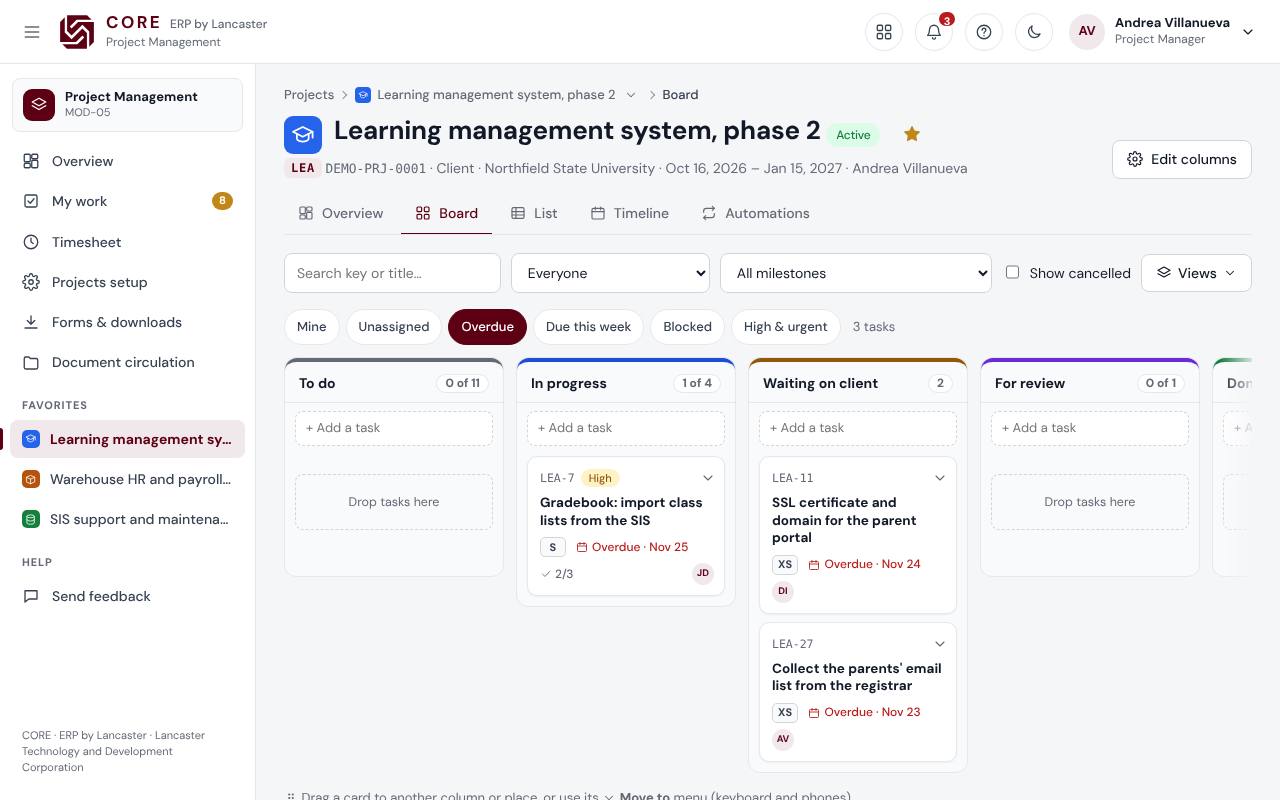 CORE ERP by Lancaster
Project Management
3
AV
Andrea Villanueva
Project Manager
Project Management
MOD-05
Overview
My work 8
Timesheet
Projects setup
Forms & downloads
Document circulation
FAVORITES
Learning management sy...
Warehouse HR and payroll...
SIS support and maintena...
HELP
Send feedback
CORE · ERP by Lancaster · Lancaster
Technology and Development
Corporation
Projects Learning management system, phase 2 Board
Learning management system, phase 2 Active
LEA DEMO-PRJ-0001 · Client · Northfield State University · Oct 16, 2026 – Jan 15, 2027 · Andrea Villanueva
Edit columns
Overview Board List Timeline Automations
Search key or title... Everyone All milestones Show cancelled Views
Mine Unassigned Overdue Due this week Blocked High & urgent 3 tasks
To do 0 of 11
+ Add a task
Drop tasks here
In progress 1 of 4
+ Add a task
LEA-7 High
Gradebook: import class
lists from the SIS
S Overdue · Nov 25
2/3 JD
Waiting on client 2
+ Add a task
LEA-11
SSL certificate and
domain for the parent
portal
XS Overdue · Nov 24
DI
LEA-27
Collect the parents' email
list from the registrar
XS Overdue · Nov 23
AV
For review 0 of 1
+ Add a task
Drop tasks here
Drag a card to another column or place, or use its Move to menu (keyboard and phones)